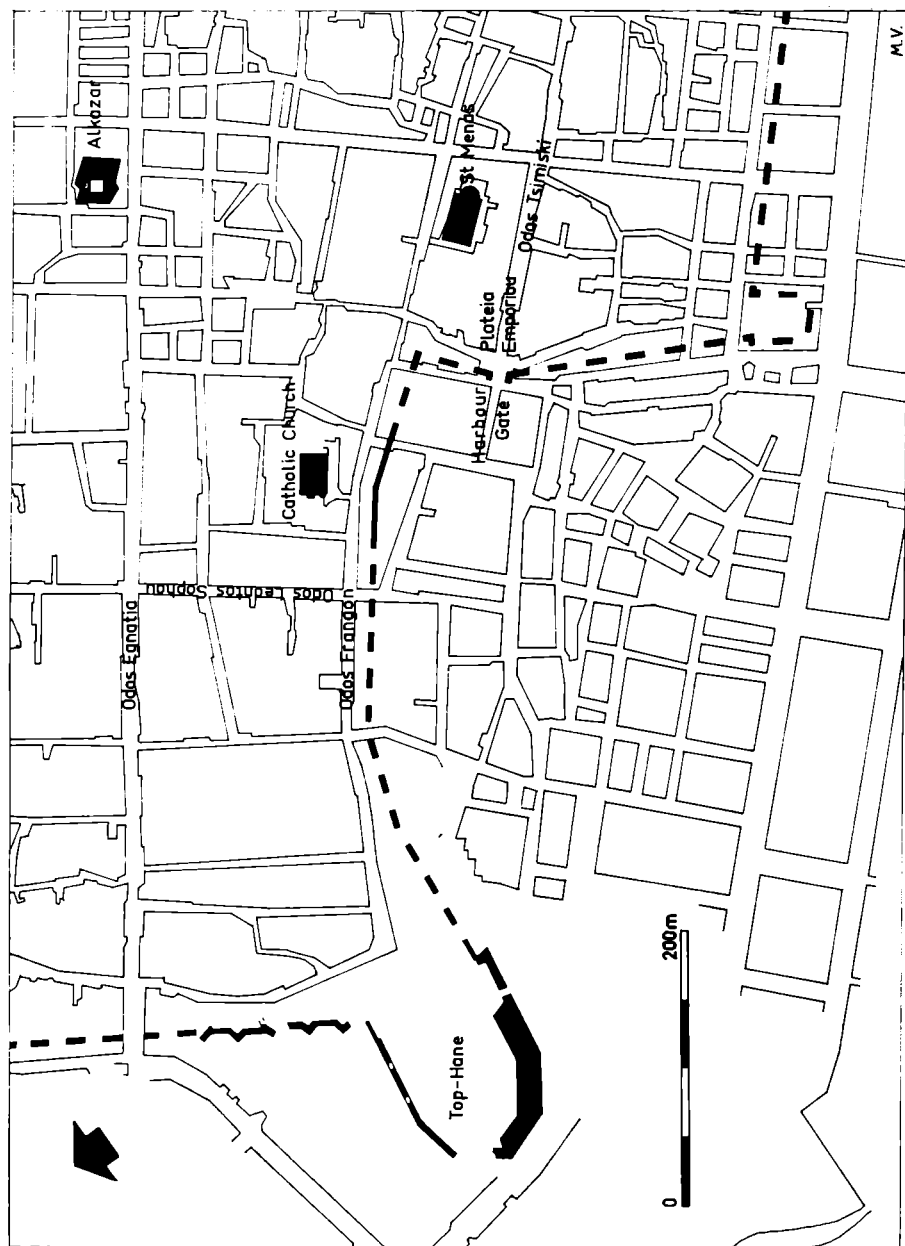 M.V.
Alkazar
St Menas
Odos Tsimiski
Plateia
Emporiou
Harbour
Gate
Catholic Church
Odos Leontos Sophou
Odos Egnatia
Odos Frangon
Top-Hane
0 200m